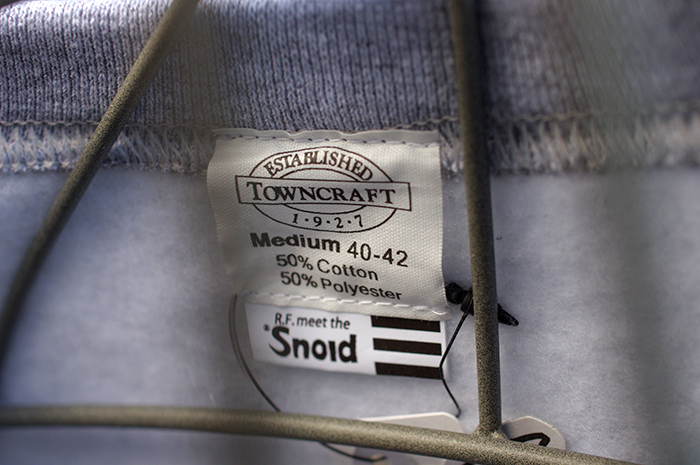 ESTABLISHED
TOWNCRAFT
1·9·2·7
Medium 40-42
50% Cotton
50% Polyester
R.F. meet the
Snoid